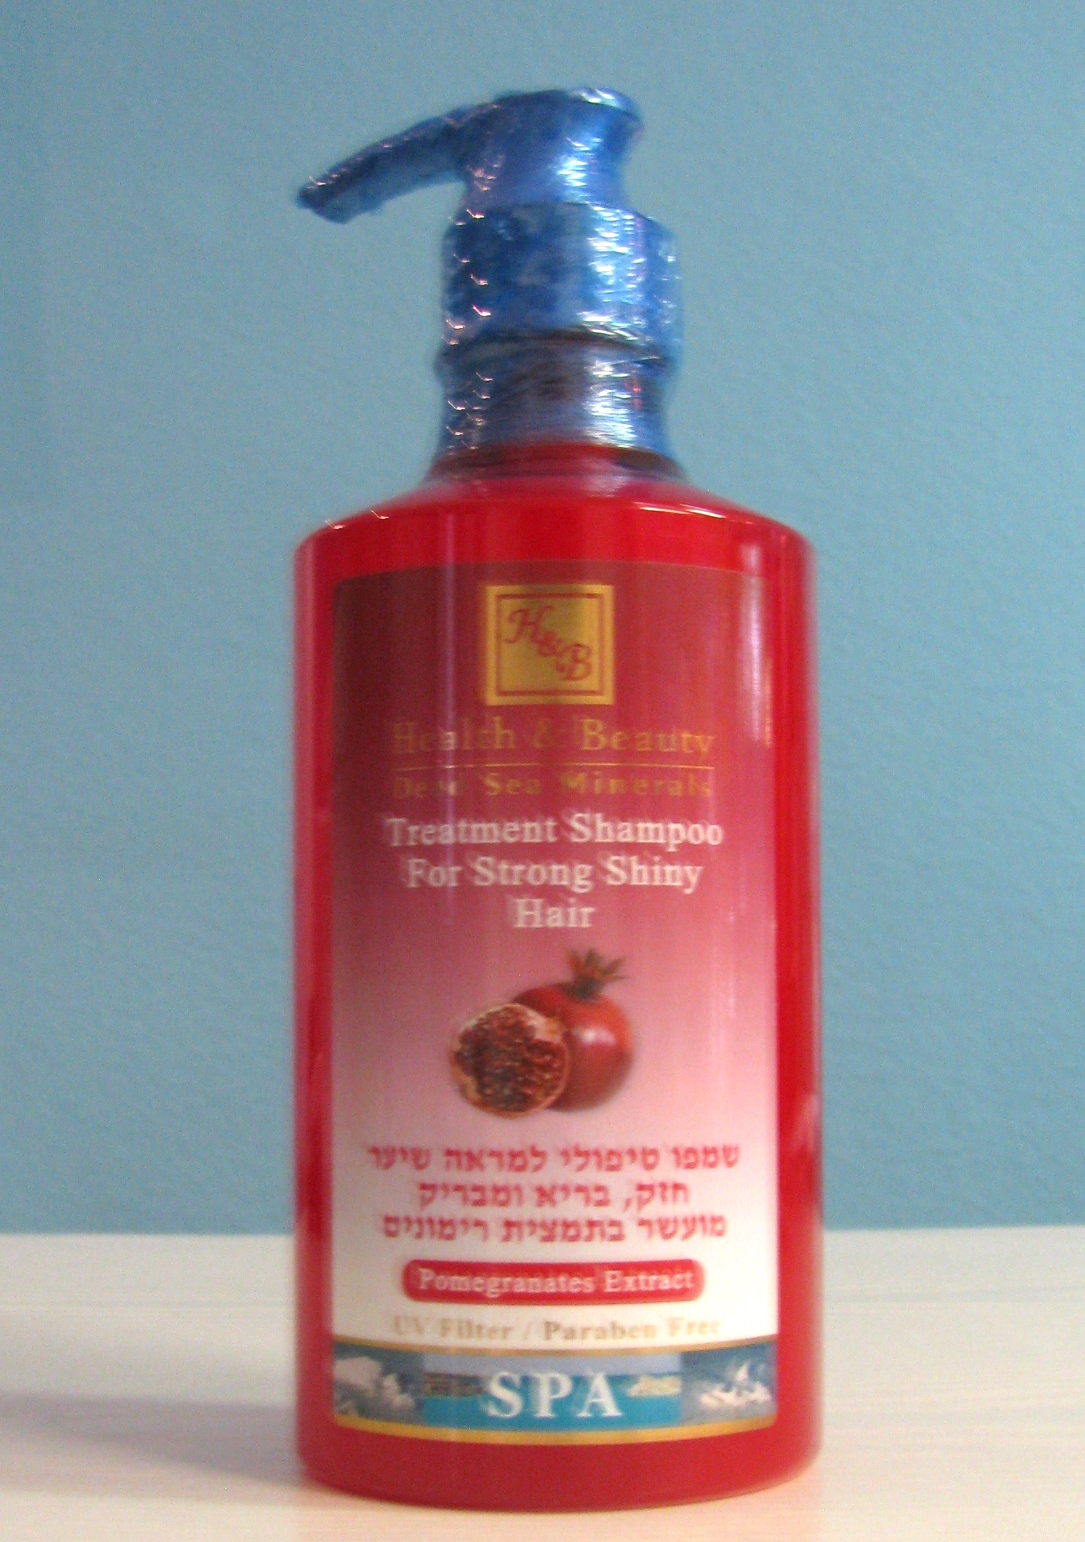 H&B
Health & Beauty
Dead Sea Minerals
Treatment Shampoo
For Strong Shiny
Hair
שמפו טיפולי למראה שיער
חזק, בריא ומבריק
מועשר בתמצית רימונים
Pomegranates Extract
UV Filter / Paraben Free
SPA